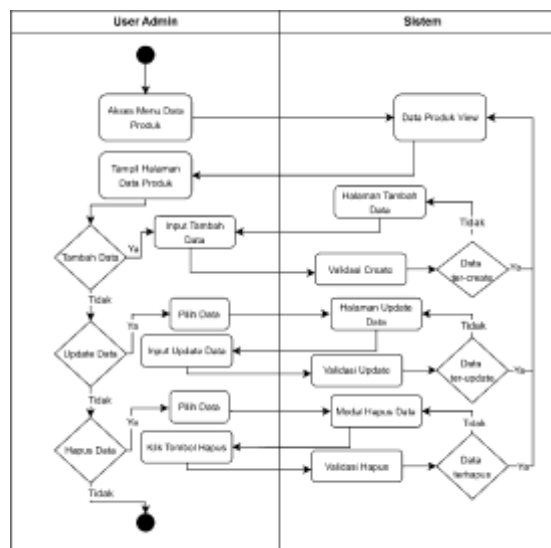 User Admin
Sistem
Akses Menu Data
Produk
Data Produk View
Tampil Halaman
Data Produk
Halaman Tambah
Data
Tidak
Input Tambah
Data
Tambah Data
Ya
Validasi Create
Data
ter-create
Ya
Tidak
Pilih Data
Halaman Update
Data
Tidak
Ya
Update Data
Input Update Data
Validasi Update
Data
ter-update
Ya
Tidak
Pilih Data
Modal Hapus Data
Tidak
Ya
Hapus Data
Klik Tombol Hapus
Validasi Hapus
Data
terhapus
Ya
Tidak